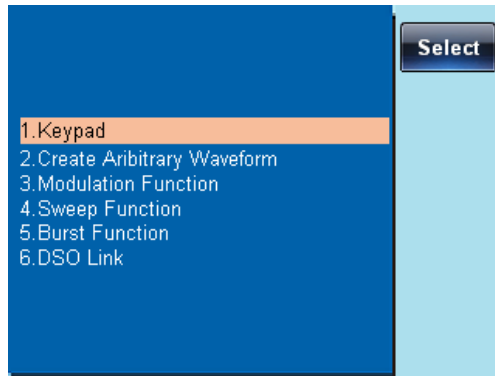 Select
1.Keypad
2.Create Aribitrary Waveform
3.Modulation Function
4.Sweep Function
5.Burst Function
6.DSO Link